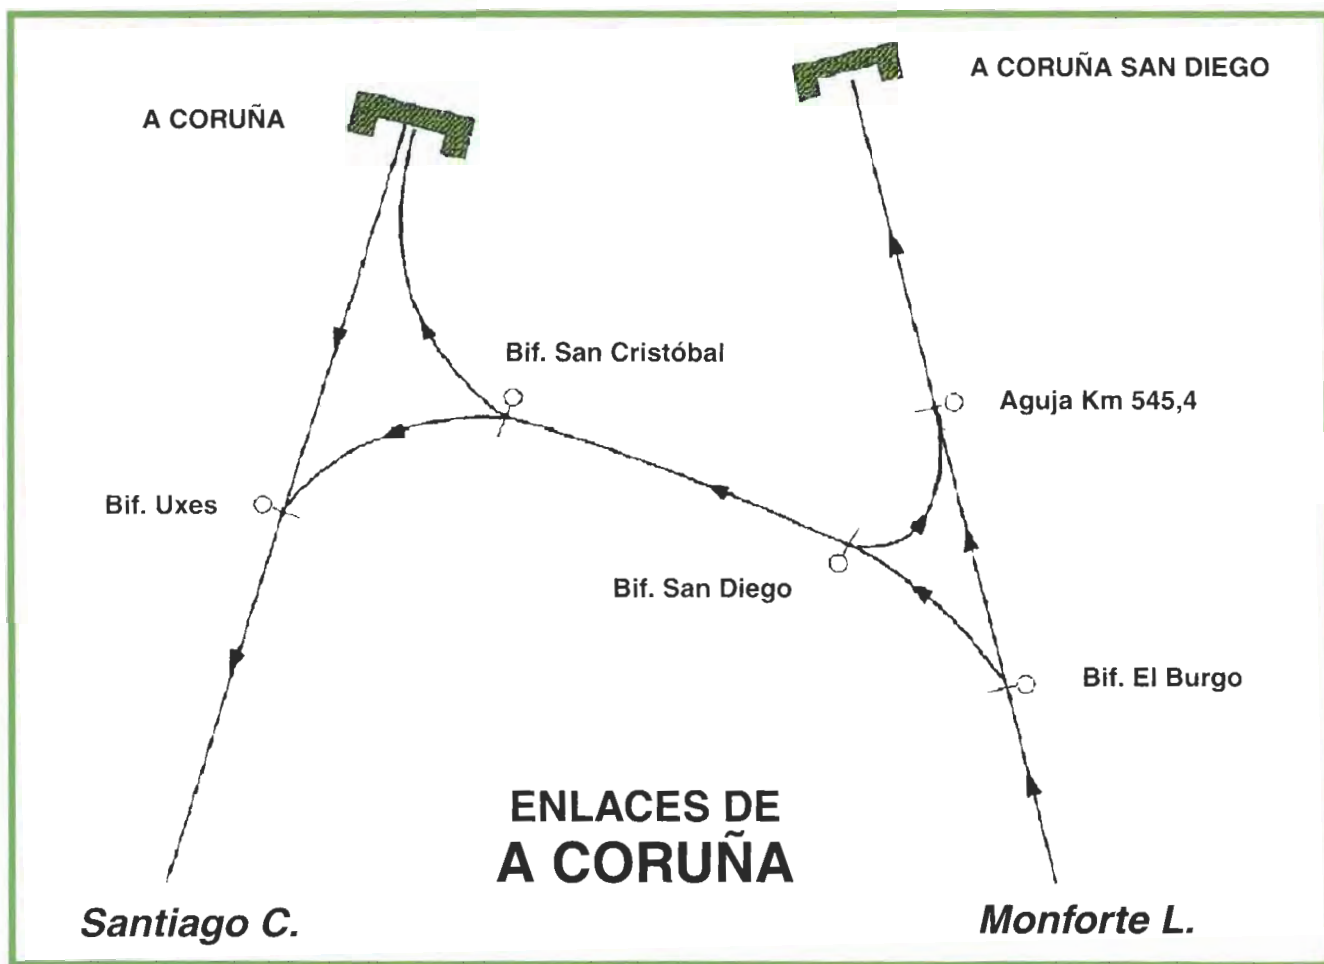 A CORUÑA SAN DIEGO
A CORUÑA
Bif. San Cristóbal
Aguja Km 545,4
Bif. Uxes
Bif. San Diego
Bif. El Burgo
ENLACES DE
A CORUÑA
Santiago C.
Monforte L.